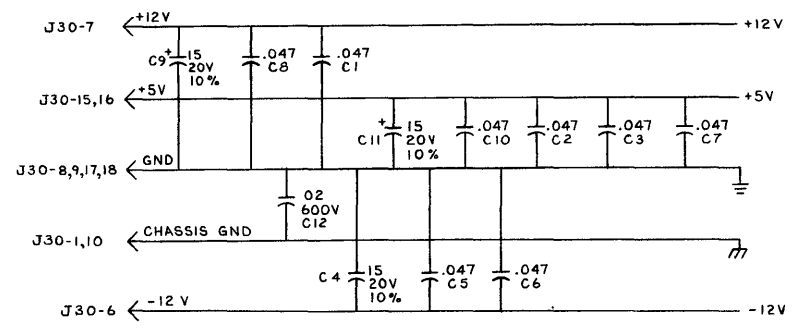 J30-7 +12V +12V
C9 + 15 20V 10%
.047 C8
.047 C1
J30-15,16 +5V +5V
+ 15 20V 10% C11
.047 C10
.047 C2
.047 C3
.047 C7
J30-8,9,17,18 GND
02 600V C12
J30-1,10 CHASSIS GND
C4 15 20V 10%
.047 C5
.047 C6
J30-6 -12V -12V